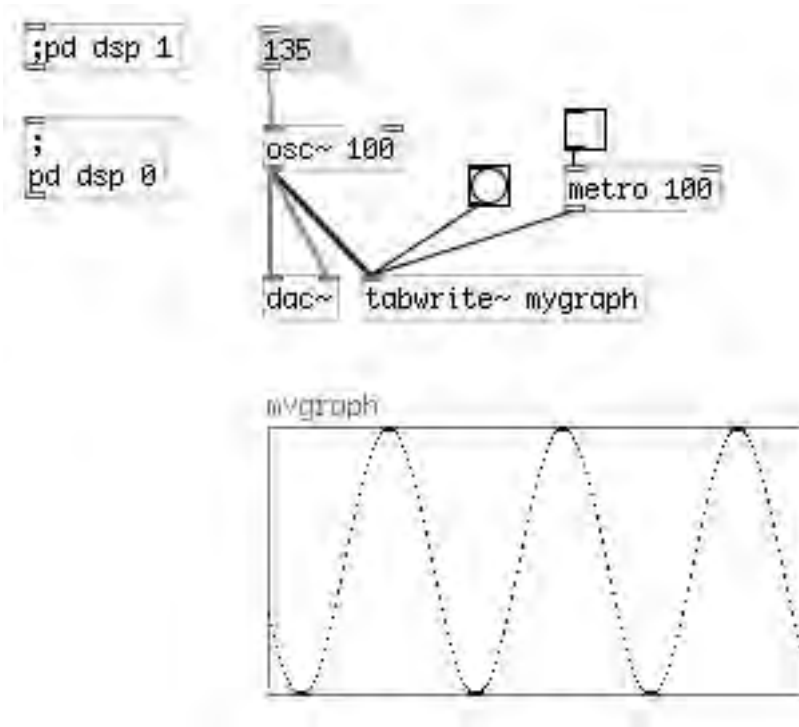 ;pd dsp 1
135
;
pd dsp 0
osc~ 100
metro 100
dac~
tabwrite~ mygraph
mygraph